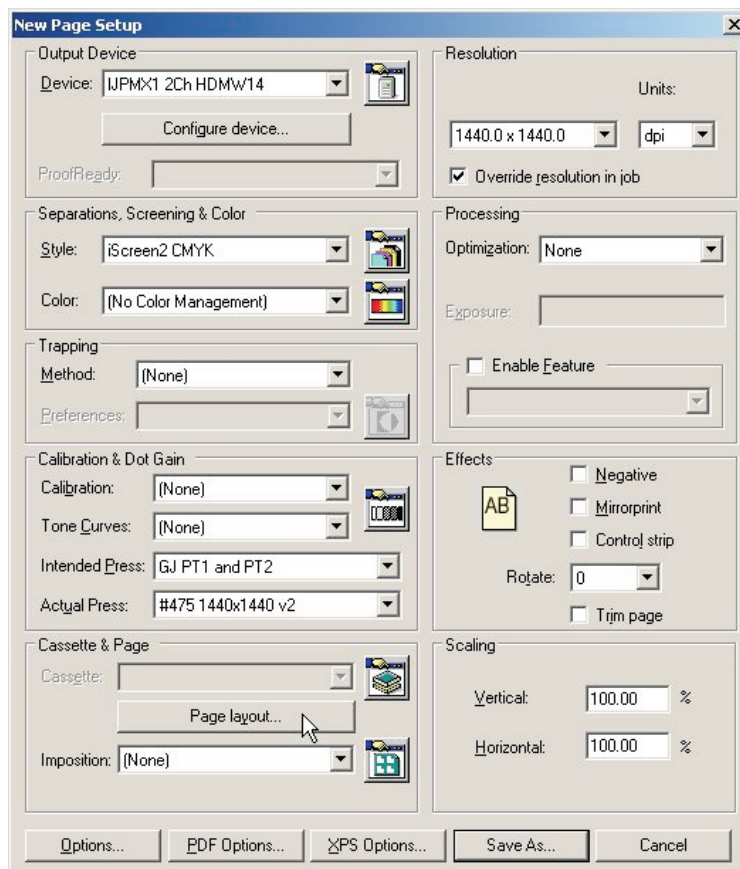 New Page Setup
Output Device
Device: IJPMX1 2Ch HDMW14
Configure device...
ProofReady:
Resolution
Units:
1440.0 x 1440.0 dpi
Override resolution in job
Separations, Screening & Color
Style: iScreen2 CMYK
Color: (No Color Management)
Processing
Optimization: None
Exposure:
Enable Feature
Trapping
Method: (None)
Preferences:
Calibration & Dot Gain
Calibration: (None)
Tone Curves: (None)
Intended Press: GJ PT1 and PT2
Actual Press: #475 1440x1440 v2
Effects
AB
Negative
Mirrorprint
Control strip
Rotate: 0
Trim page
Cassette & Page
Cassette:
Page layout...
Imposition: (None)
Scaling
Vertical: 100.00 %
Horizontal: 100.00 %
Options... PDF Options... XPS Options... Save As... Cancel